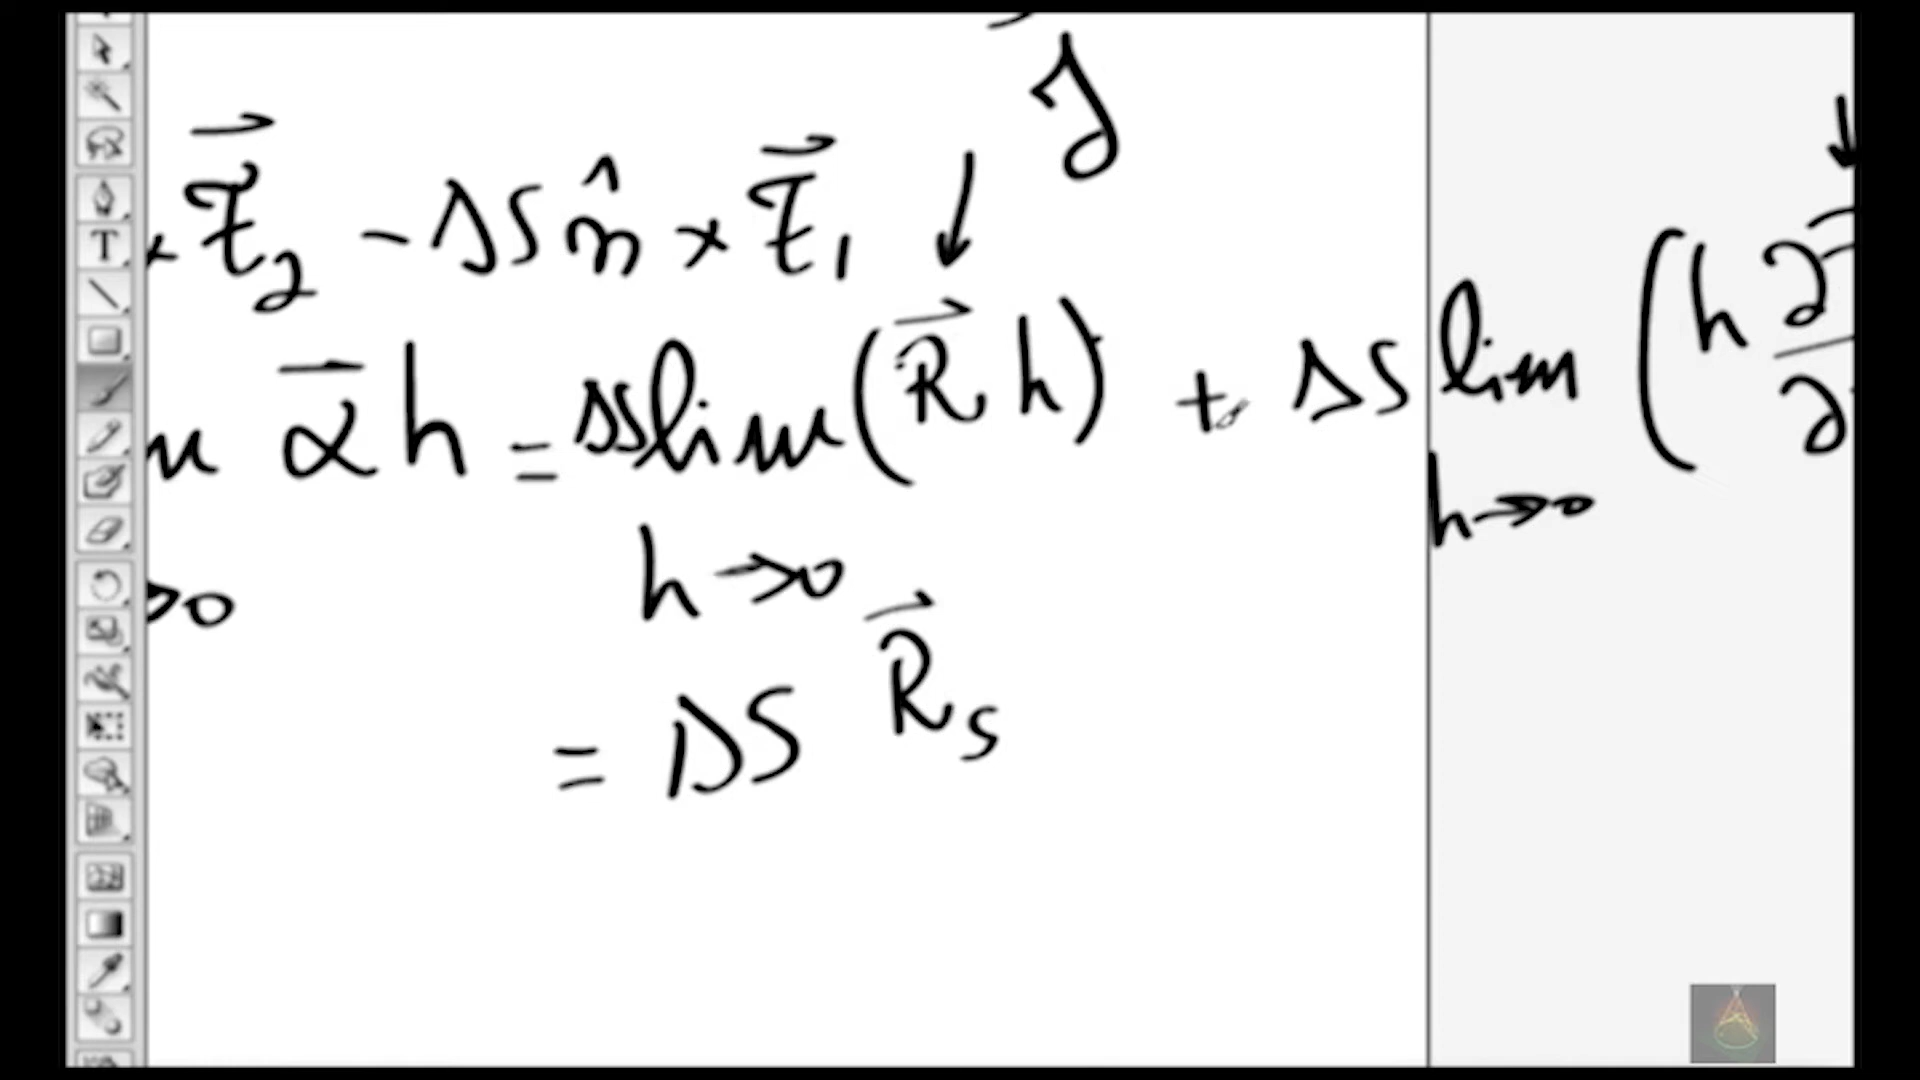 J⃗
× F⃗₂ − ΔS n̂ × F⃗₁ ↓
α⃗ h = ΔS lim (R⃗ h) + ΔS lim (h ∂
→0 h→0 h→0
= ΔS R⃗ₛ